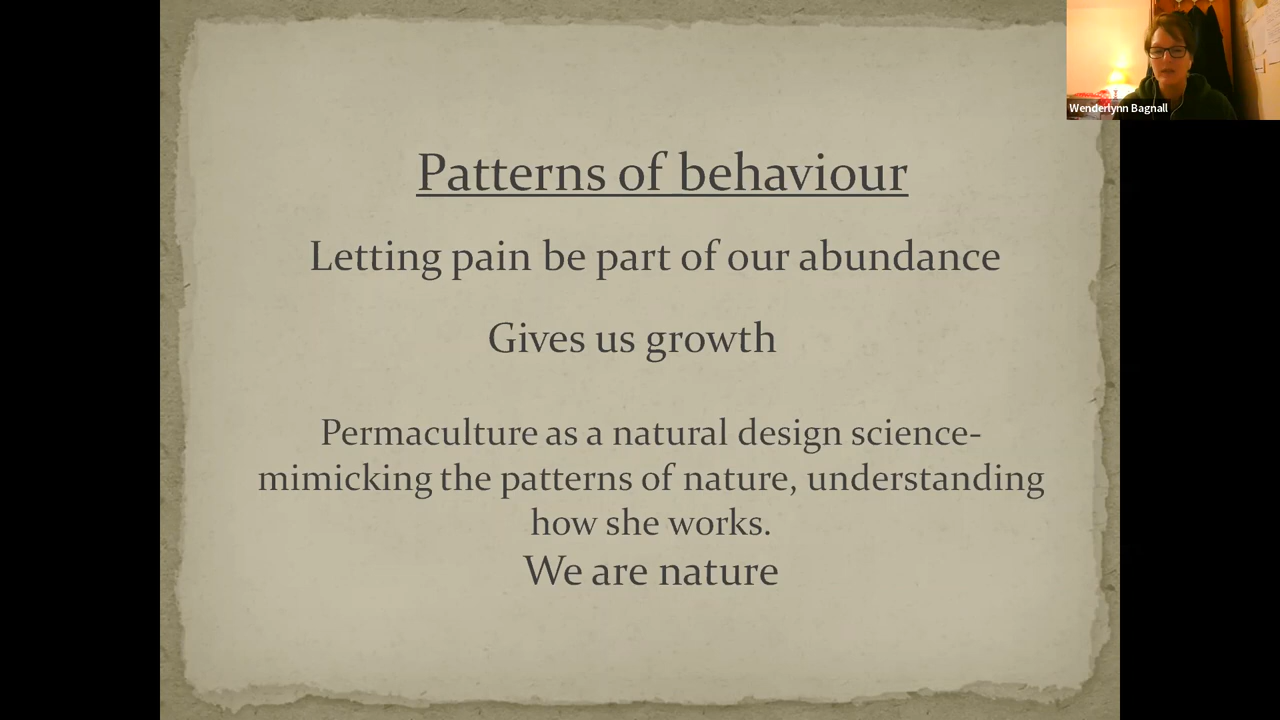 Wenderlynn Bagnall
Patterns of behaviour
Letting pain be part of our abundance
Gives us growth
Permaculture as a natural design science-
mimicking the patterns of nature, understanding
how she works.
We are nature